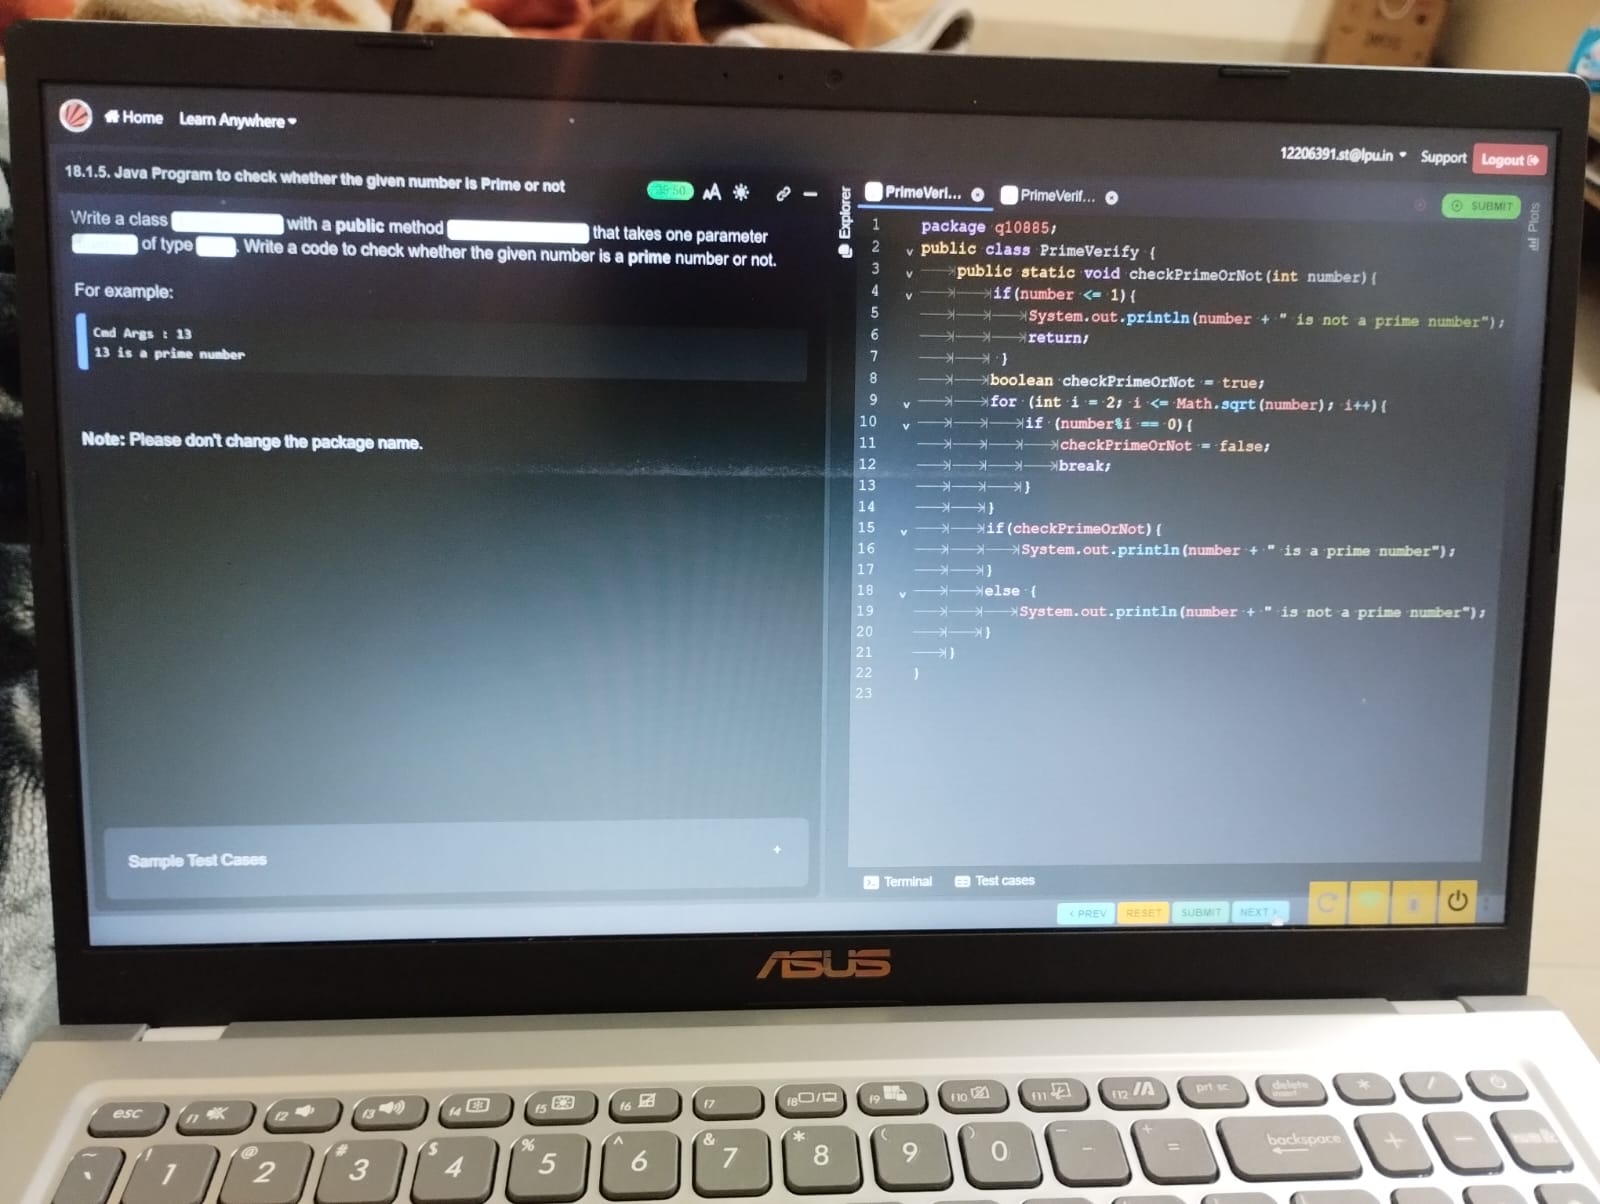 Home Learn Anywhere
12206391.st@lpu.in Support Logout
18.1.5. Java Program to check whether the given number is Prime or not
Write a class with a public method that takes one parameter
of type . Write a code to check whether the given number is a prime number or not.
For example:
Cmd Args : 13
13 is a prime number
Note: Please don't change the package name.
Sample Test Cases +
Explorer
PrimeVeri... PrimeVerif...
SUBMIT
Plots
1 package q10885;
2 public class PrimeVerify {
3 public static void checkPrimeOrNot(int number){
4 if(number <= 1){
5 System.out.println(number + " is not a prime number");
6 return;
7 }
8 boolean checkPrimeOrNot = true;
9 for (int i = 2; i <= Math.sqrt(number); i++){
10 if (number%i == 0){
11 checkPrimeOrNot = false;
12 break;
13 }
14 }
15 if(checkPrimeOrNot){
16 System.out.println(number + " is a prime number");
17 }
18 else {
19 System.out.println(number + " is not a prime number");
20 }
21 }
22 }
23
Terminal Test cases
< PREV RESET SUBMIT NEXT >
ASUS
esc f1 f2 f3 f4 f5 f6 f7 f8 f9 f10 f11 f12 prt sc delete insert * /
~ ` ! 1 @ 2 # 3 $ 4 % 5 ^ 6 & 7 * 8 ( 9 ) 0 - + = backspace + -